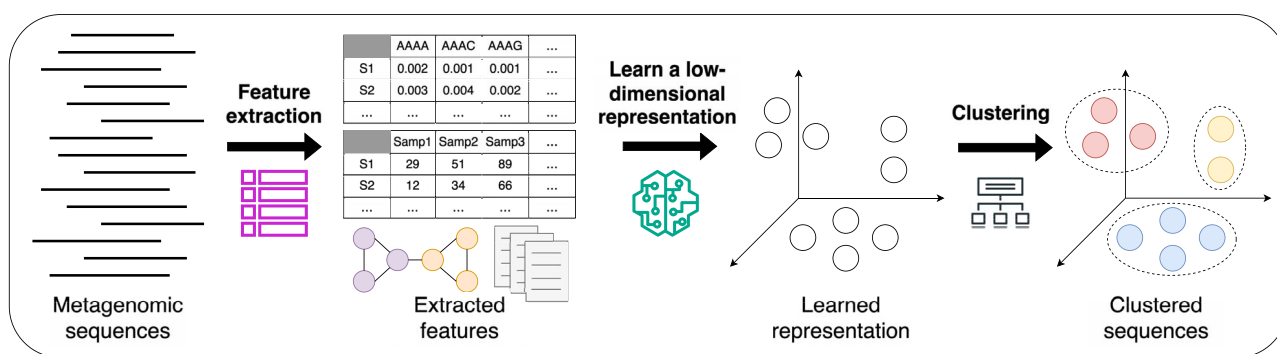 Feature
extraction
AAAA AAAC AAAG ...
S1 0.002 0.001 0.001 ...
S2 0.003 0.004 0.002 ...
... ... ... ...
Samp1 Samp2 Samp3 ...
S1 29 51 89 ...
S2 12 34 66 ...
... ... ... ...
Learn a low-
dimensional
representation
Clustering
Metagenomic
sequences
Extracted
features
Learned
representation
Clustered
sequences